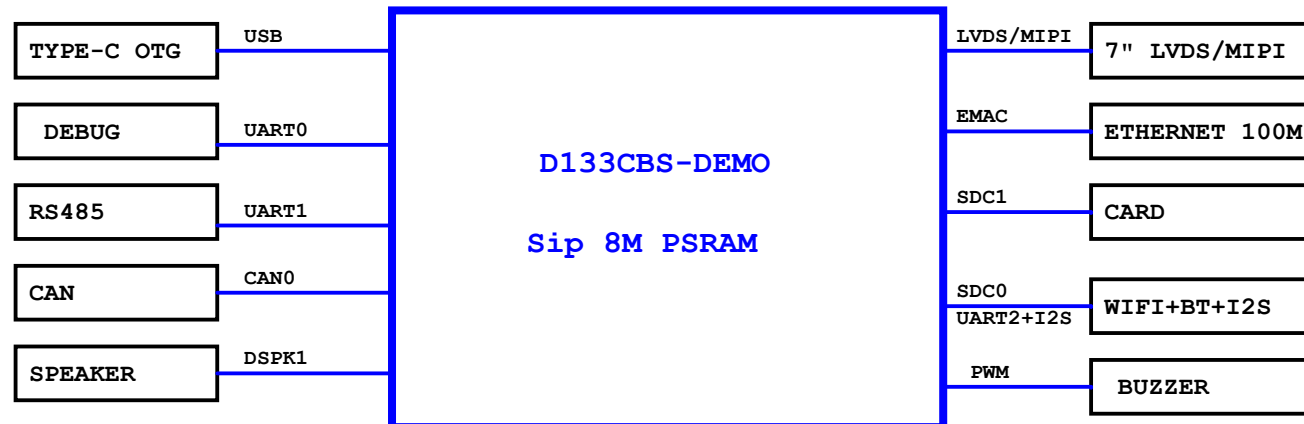 TYPE-C OTG
USB
DEBUG
UART0
RS485
UART1
CAN
CAN0
SPEAKER
DSPK1
D133CBS-DEMO
Sip 8M PSRAM
LVDS/MIPI
7" LVDS/MIPI
EMAC
ETHERNET 100M
SDC1
CARD
SDC0
UART2+I2S
WIFI+BT+I2S
PWM
BUZZER